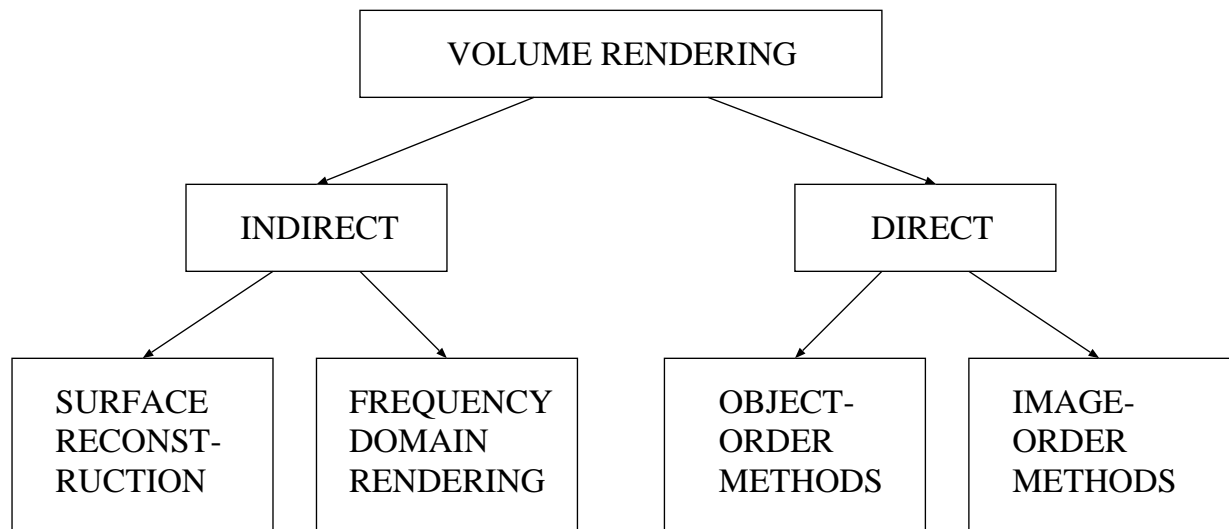 VOLUME RENDERING
INDIRECT
DIRECT
SURFACE
RECONST-
RUCTION
FREQUENCY
DOMAIN
RENDERING
OBJECT-
ORDER
METHODS
IMAGE-
ORDER
METHODS